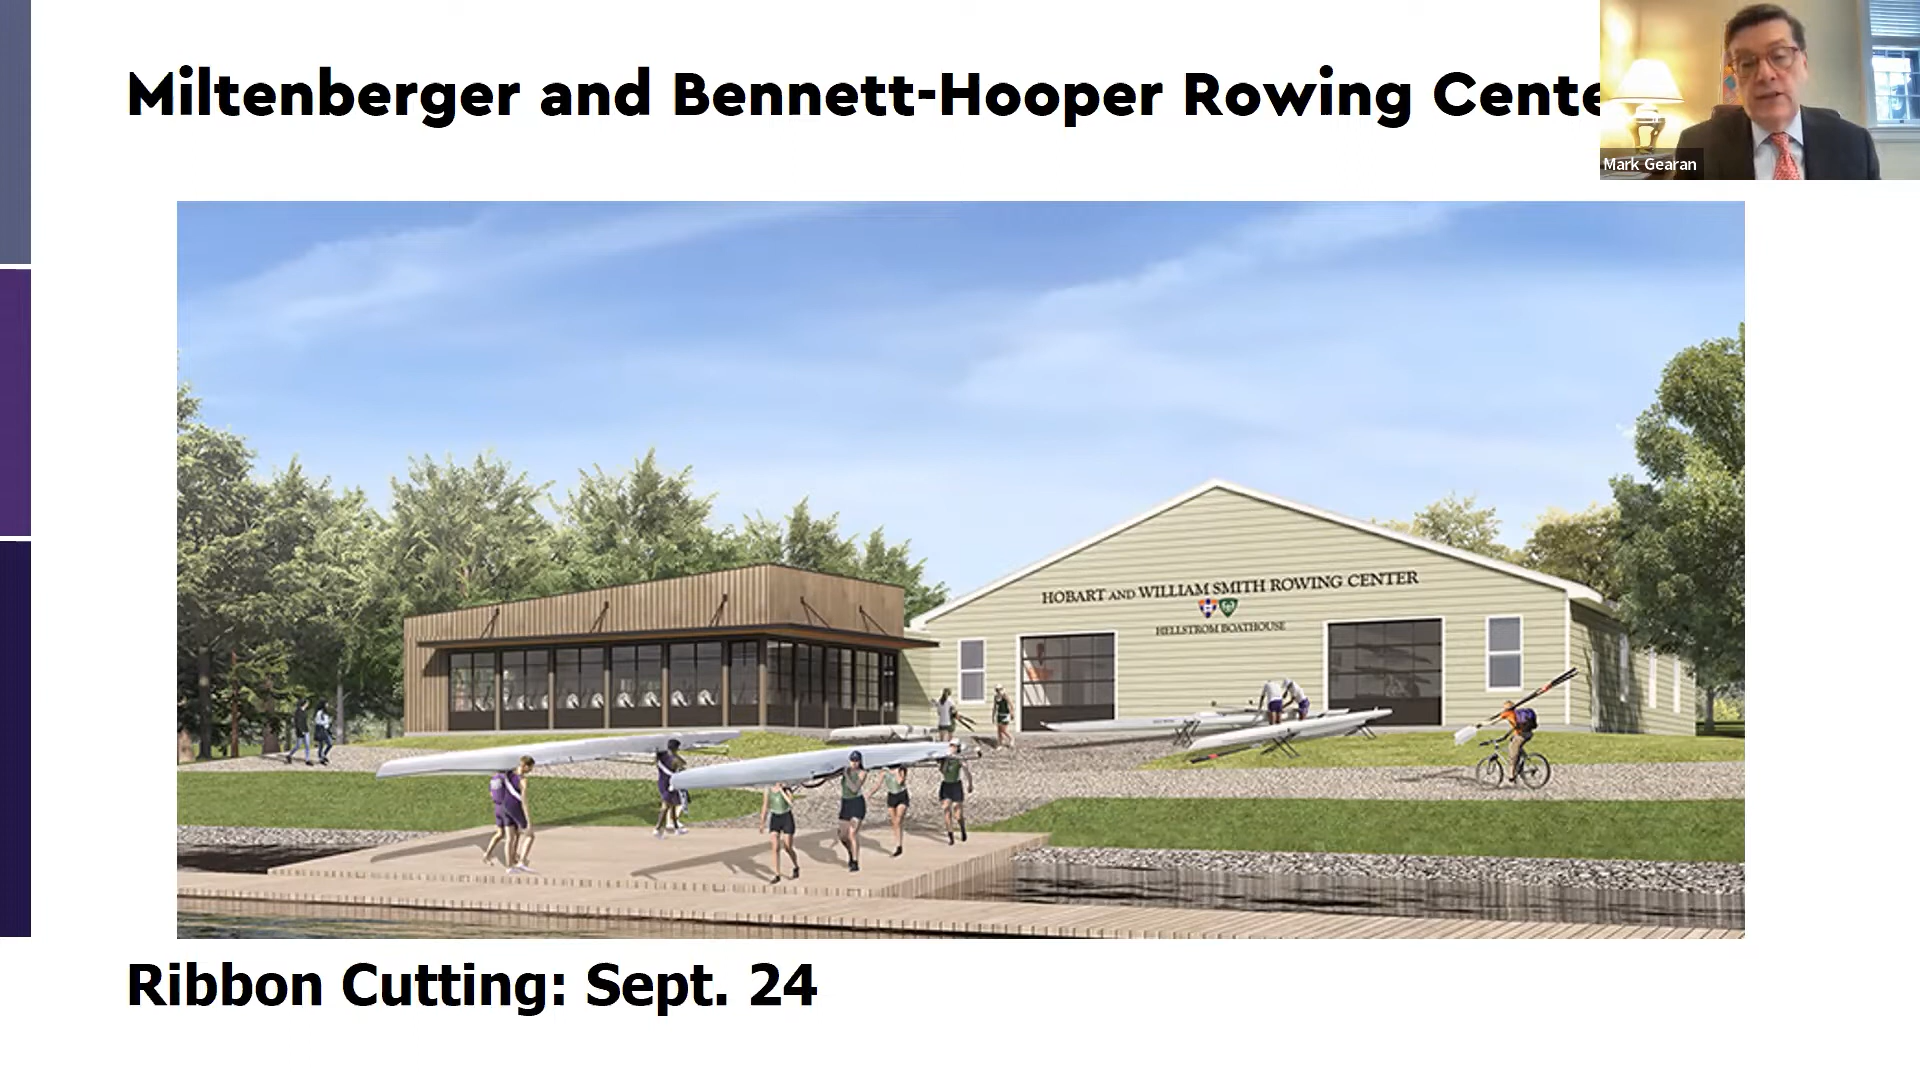 Miltenberger and Bennett-Hooper Rowing Cente
Mark Gearan
HOBART AND WILLIAM SMITH ROWING CENTER
HELLSTROM BOATHOUSE
Ribbon Cutting: Sept. 24